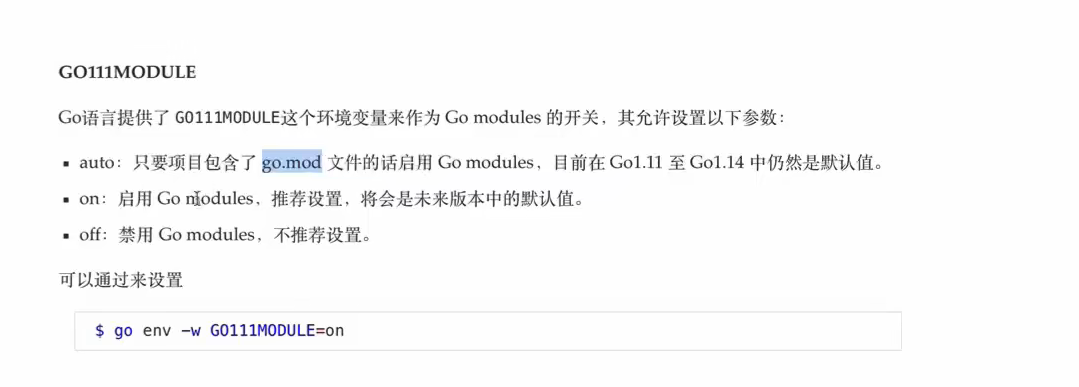 GO111MODULE
Go语言提供了 GO111MODULE这个环境变量来作为 Go modules 的开关，其允许设置以下参数：
▪ auto：只要项目包含了 go.mod 文件的话启用 Go modules，目前在 Go1.11 至 Go1.14 中仍然是默认值。
▪ on：启用 Go modules，推荐设置，将会是未来版本中的默认值。
▪ off：禁用 Go modules，不推荐设置。
可以通过来设置
$ go env -w GO111MODULE=on